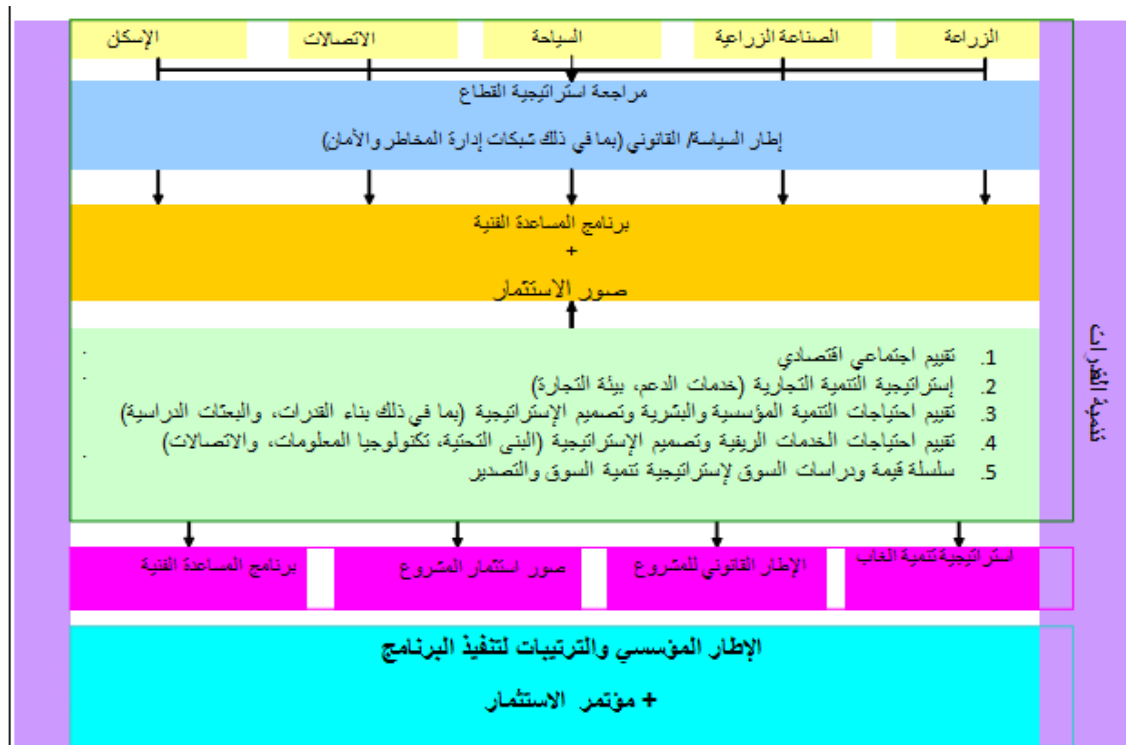 الزراعة
الصناعة الزراعية
السياحة
الاتصالات
الإسكان
مراجعة استراتيجية القطاع
إطار السياسة/ القانوني (بما في ذلك شبكات إدارة المخاطر والأمان)
برنامج المساعدة الفنية
+
صور الاستثمار
1. تقييم اجتماعي اقتصادي
2. إستراتيجية التنمية التجارية (خدمات الدعم، بيئة التجارة)
3. تقييم احتياجات التنمية المؤسسية والبشرية وتصميم الإستراتيجية (بما في ذلك بناء القدرات، والبعثات الدراسية)
4. تقييم احتياجات الخدمات الريفية وتصميم الإستراتيجية (البنى التحتية، تكنولوجيا المعلومات، والاتصالات)
5. سلسلة قيمة ودراسات السوق لإستراتيجية تنمية السوق والتصدير
استراتيجية تنمية الغاب
الإطار القانوني للمشروع
صور استثمار المشروع
برنامج المساعدة الفنية
الإطار المؤسسي والترتيبات لتنفيذ البرنامج
+ مؤتمر الاستثمار
تنمية القدرات